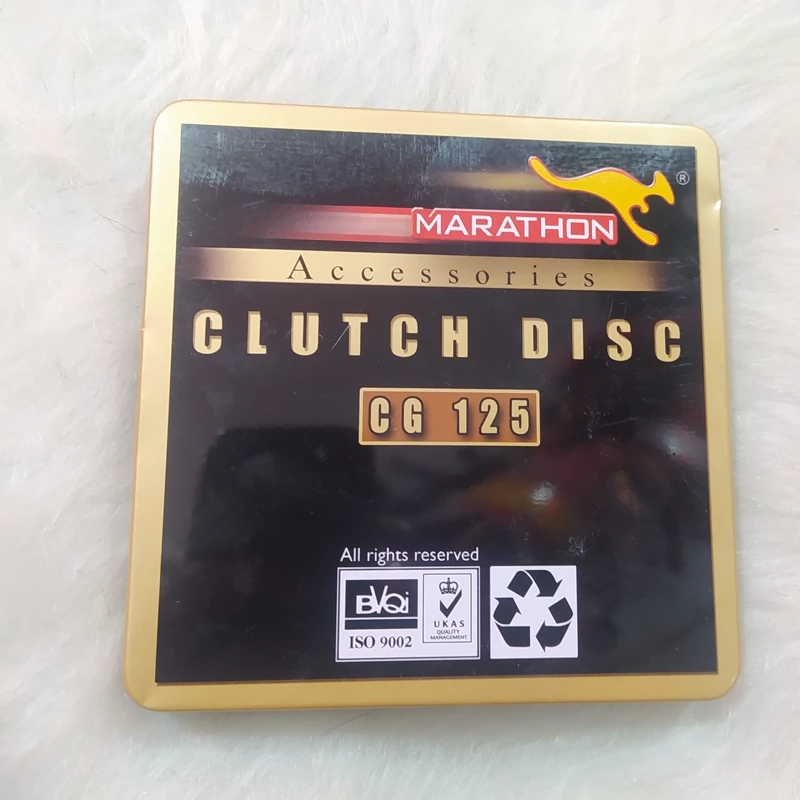 MARATHON ®
Accessories
CLUTCH DISC
CG 125
All rights reserved
BVQi
ISO 9002
UKAS
QUALITY
MANAGEMENT